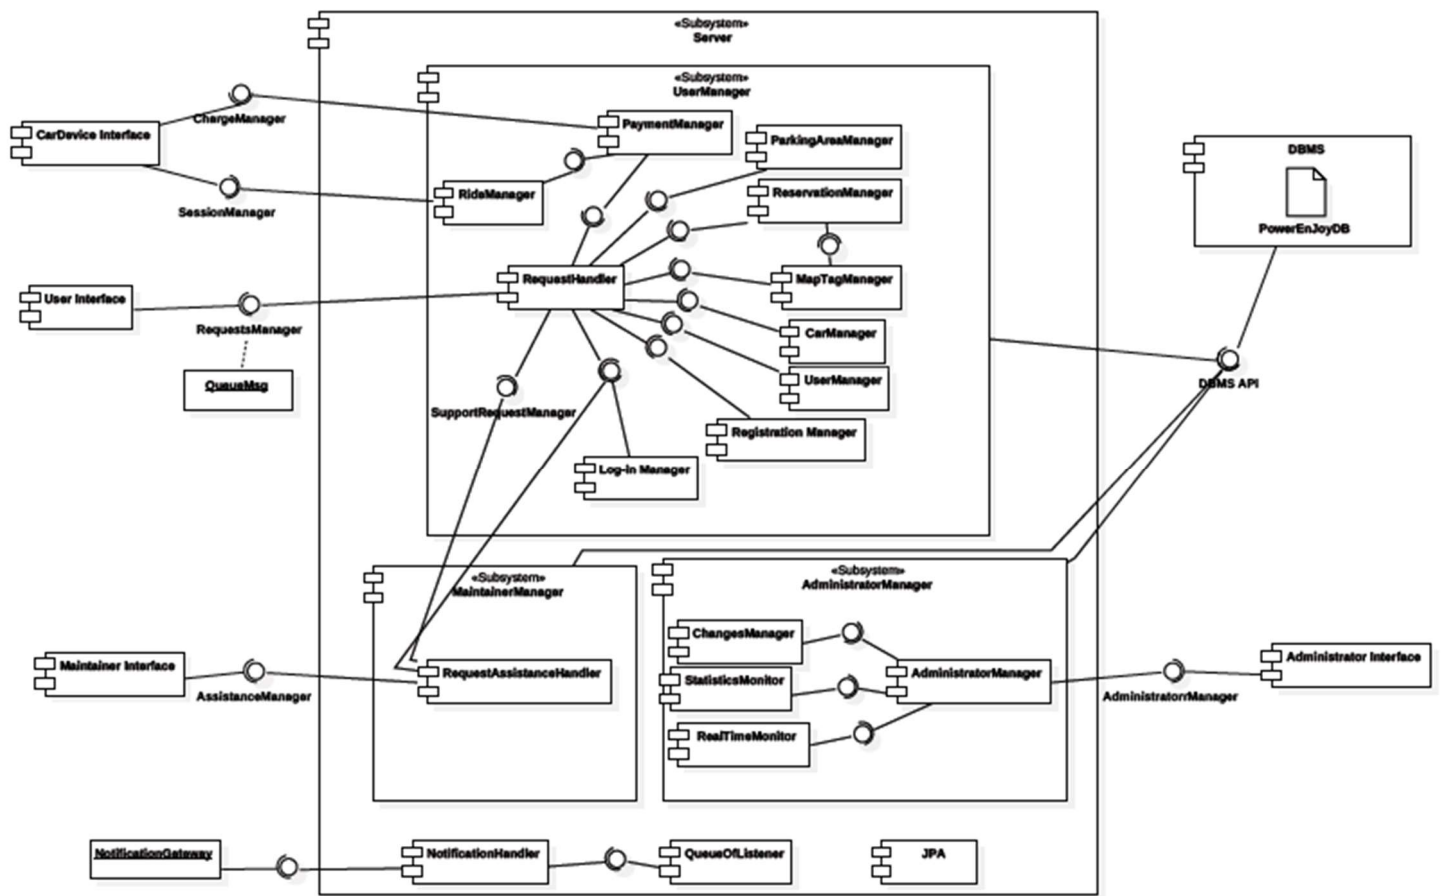 «Subsystem»
Server
«Subsystem»
UserManager
ChargeManager
CarDevice Interface
PaymentManager
ParkingAreaManager
DBMS
RideManager
ReservationManager
SessionManager
PowerEnJoyDB
RequestHandler
MapTagManager
User Interface
RequestsManager
CarManager
QueueMsg
UserManager
DBMS API
SupportRequestManager
Registration Manager
Log-in Manager
«Subsystem»
MaintainerManager
«Subsystem»
AdministratorManager
ChangesManager
Maintainer Interface
RequestAssistanceHandler
StatisticsMonitor
AdministratorManager
Administrator Interface
AssistanceManager
AdministratorrManager
RealTimeMonitor
NotificationGateway
NotificationHandler
QueueOfListener
JPA